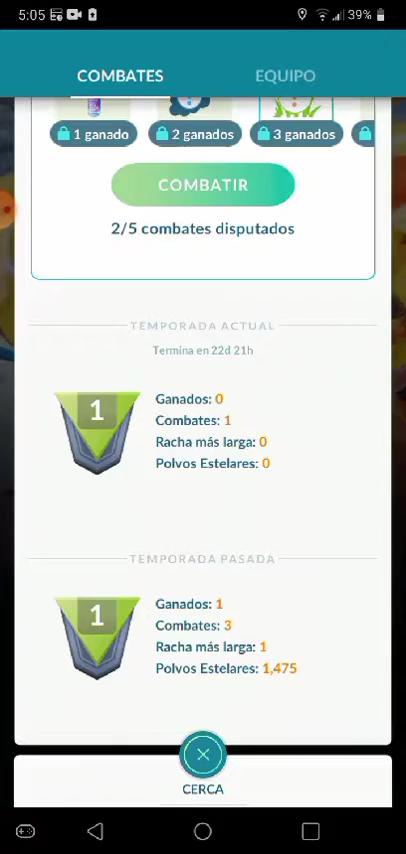 5:05
39%
COMBATES
EQUIPO
1 ganado
2 ganados
3 ganados
COMBATIR
2/5 combates disputados
TEMPORADA ACTUAL
Termina en 22d 21h
1
Ganados: 0
Combates: 1
Racha más larga: 0
Polvos Estelares: 0
TEMPORADA PASADA
1
Ganados: 1
Combates: 3
Racha más larga: 1
Polvos Estelares: 1,475
CERCA